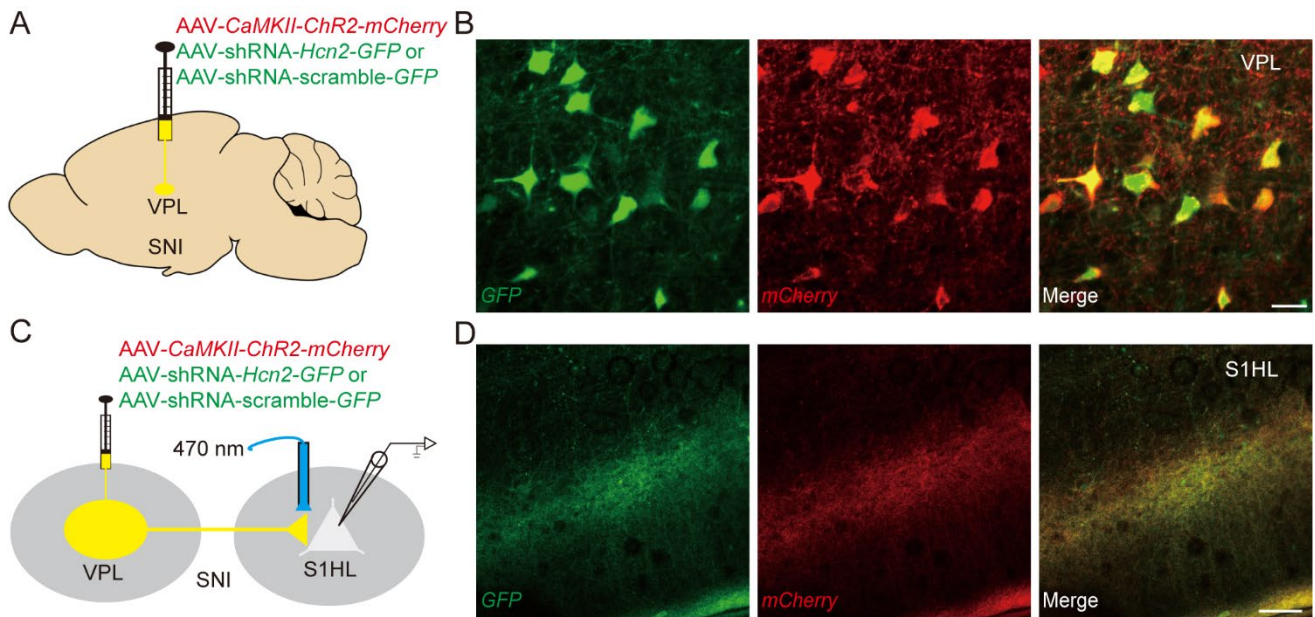 A
AAV-CaMKII-ChR2-mCherry
AAV-shRNA-Hcn2-GFP or
AAV-shRNA-scramble-GFP
VPL
SNI
B
VPL
GFP
mCherry
Merge
C
AAV-CaMKII-ChR2-mCherry
AAV-shRNA-Hcn2-GFP or
AAV-shRNA-scramble-GFP
470 nm
VPL
SNI
S1HL
D
S1HL
GFP
mCherry
Merge